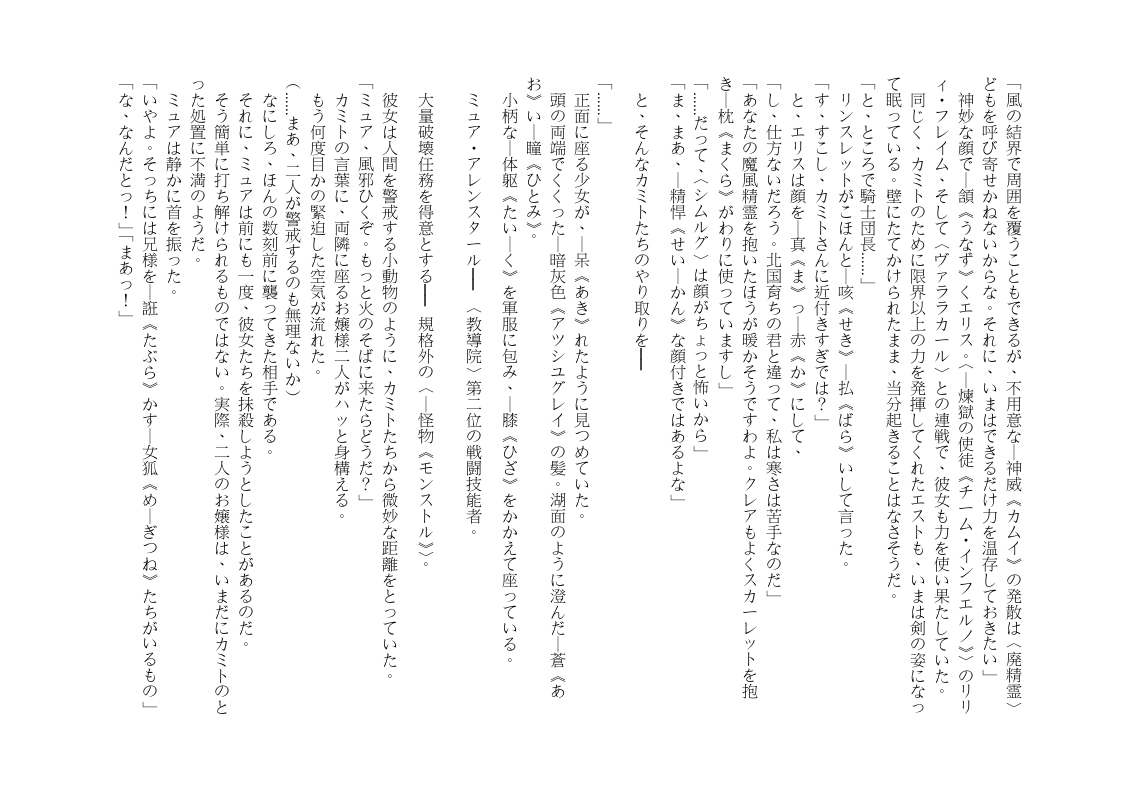 「風の結界で周囲を覆うこともできるが、不用意な―神威《カムイ》の発散は〈廃精霊〉
どもを呼び寄せかねないからな。それに、いまはできるだけ力を温存しておきたい」
　神妙な顔で―頷《うなず》くエリス。〈―煉獄の使徒《チーム・インフェルノ》〉のリリ
ィ・フレイム、そして〈ヴァララカール〉との連戦で、彼女も力を使い果たしていた。
　同じく、カミトのために限界以上の力を発揮してくれたエストも、いまは剣の姿になっ
て眠っている。壁にたてかけられたまま、当分起きることはなさそうだ。
「と、ところで騎士団長……」
　リンスレットがこほんと―咳《せき》―払《ばら》いして言った。
「す、すこし、カミトさんに近付きすぎでは？」
　と、エリスは顔を―真《ま》っ―赤《か》にして、
「し、仕方ないだろう。北国育ちの君と違って、私は寒さは苦手なのだ」
「あなたの魔風精霊を抱いたほうが暖かそうですわよ。クレアもよくスカーレットを抱
き―枕《まくら》がわりに使っていますし」
「……だって、〈シムルグ〉は顔がちょっと怖いから」
「ま、まあ、―精悍《せい―かん》な顔付きではあるよな」
　と、そんなカミトたちのやり取りを――
「……」
　正面に座る少女が、―呆《あき》れたように見つめていた。
　頭の両端でくくった―暗灰色《アツシユグレイ》の髪。湖面のように澄んだ―蒼《あ
お》い―瞳《ひとみ》。
　小柄な―体躯《たい―く》を軍服に包み、―膝《ひざ》をかかえて座っている。
　ミュア・アレンスタール――　〈教導院〉第二位の戦闘技能者。
　大量破壊任務を得意とする――　規格外の〈―怪物《モンストル》〉。
　彼女は人間を警戒する小動物のように、カミトたちから微妙な距離をとっていた。
「ミュア、風邪ひくぞ。もっと火のそばに来たらどうだ？」
　カミトの言葉に、両隣に座るお嬢様二人がハッと身構える。
　もう何度目かの緊迫した空気が流れた。
（……まあ、二人が警戒するのも無理ないか）
　なにしろ、ほんの数刻前に襲ってきた相手である。
　それに、ミュアは前にも一度、彼女たちを抹殺しようとしたことがあるのだ。
　そう簡単に打ち解けられるものではない。実際、二人のお嬢様は、いまだにカミトのと
った処置に不満のようだ。
　ミュアは静かに首を振った。
「いやよ。そっちには兄様を―誑《たぶら》かす―女狐《め―ぎつね》たちがいるもの」
「な、なんだとっ！」「まあっ！」